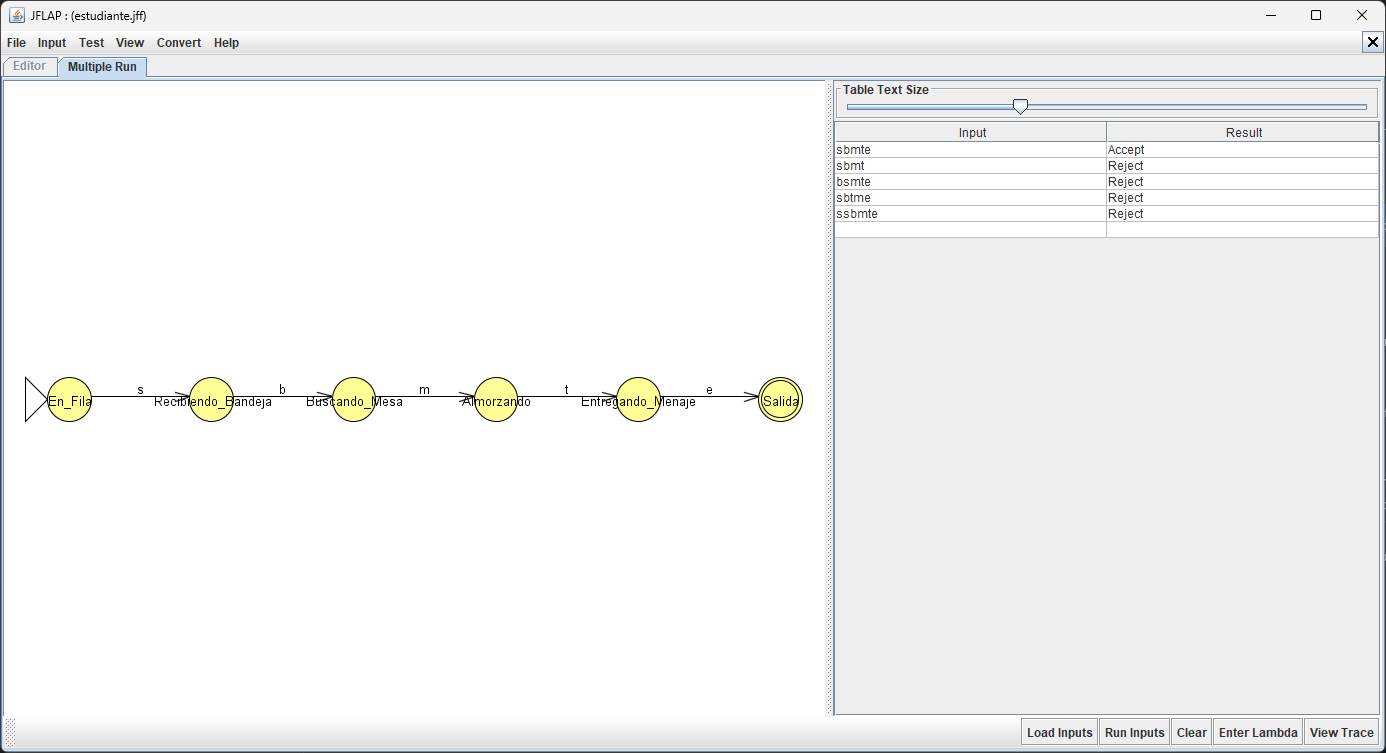 JFLAP : (estudiante.jff)
File Input Test View Convert Help
Editor Multiple Run
Table Text Size
Input Result
sbmte Accept
sbmt Reject
bsmte Reject
sbtme Reject
ssbmte Reject
s b m t e
En_Fila Recibiendo_Bandeja Buscando_Mesa Almorzando Entregando_Menaje Salida
Load Inputs Run Inputs Clear Enter Lambda View Trace